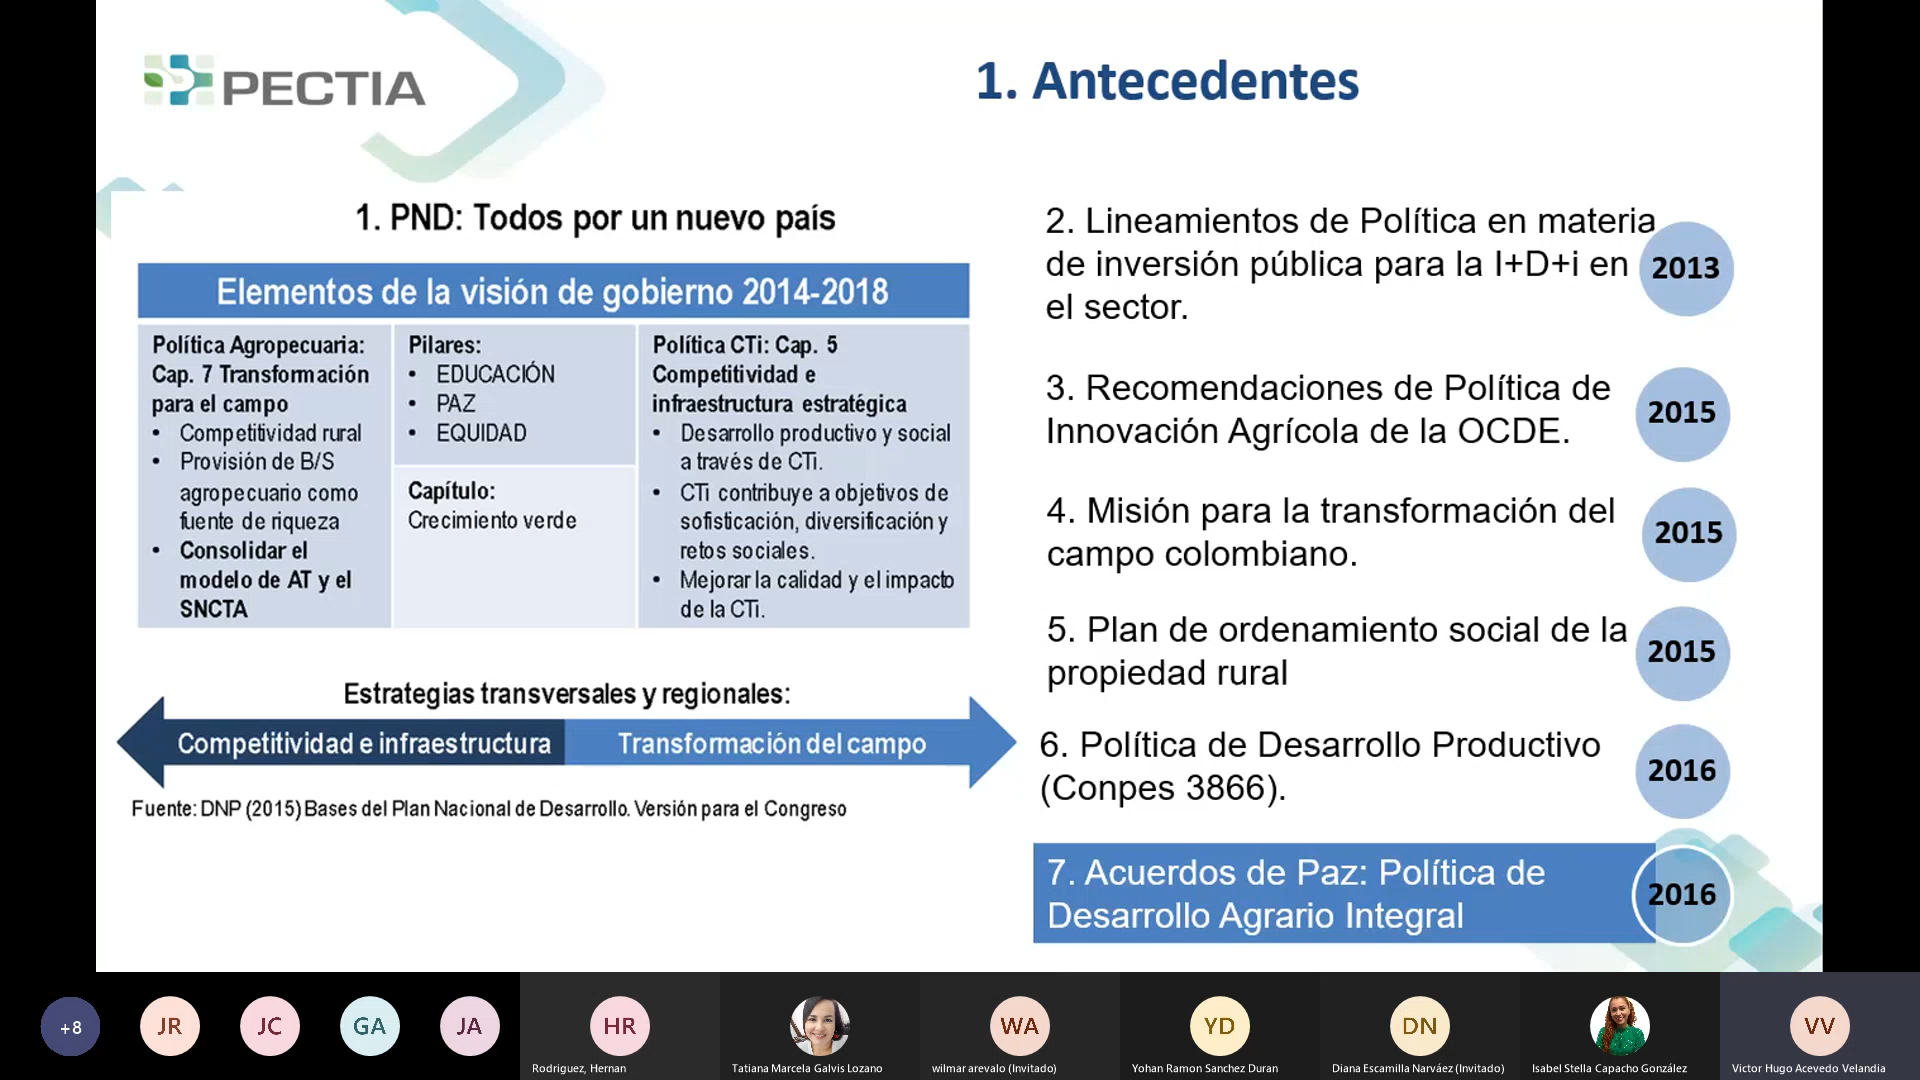 PECTIA
1. Antecedentes
1. PND: Todos por un nuevo país
Elementos de la visión de gobierno 2014-2018
Política Agropecuaria:
Cap. 7 Transformación
para el campo
• Competitividad rural
• Provisión de B/S
agropecuario como
fuente de riqueza
• Consolidar el
modelo de AT y el
SNCTA
Pilares:
• EDUCACIÓN
• PAZ
• EQUIDAD
Capítulo:
Crecimiento verde
Política CTi: Cap. 5
Competitividad e
infraestructura estratégica
• Desarrollo productivo y social
a través de CTi.
• CTi contribuye a objetivos de
sofisticación, diversificación y
retos sociales.
• Mejorar la calidad y el impacto
de la CTi.
Estrategias transversales y regionales:
Competitividad e infraestructura
Transformación del campo
Fuente: DNP (2015) Bases del Plan Nacional de Desarrollo. Versión para el Congreso
2. Lineamientos de Política en materia
de inversión pública para la I+D+i en
el sector.
2013
3. Recomendaciones de Política de
Innovación Agrícola de la OCDE.
2015
4. Misión para la transformación del
campo colombiano.
2015
5. Plan de ordenamiento social de la
propiedad rural
2015
6. Política de Desarrollo Productivo
(Conpes 3866).
2016
7. Acuerdos de Paz: Política de
Desarrollo Agrario Integral
2016
+8
JR
JC
GA
JA
HR
Rodriguez, Hernan
Tatiana Marcela Galvis Lozano
WA
wilmar arevalo (Invitado)
YD
Yohan Ramon Sanchez Duran
DN
Diana Escamilla Narváez (Invitado)
Isabel Stella Capacho González
VV
Victor Hugo Acevedo Velandia